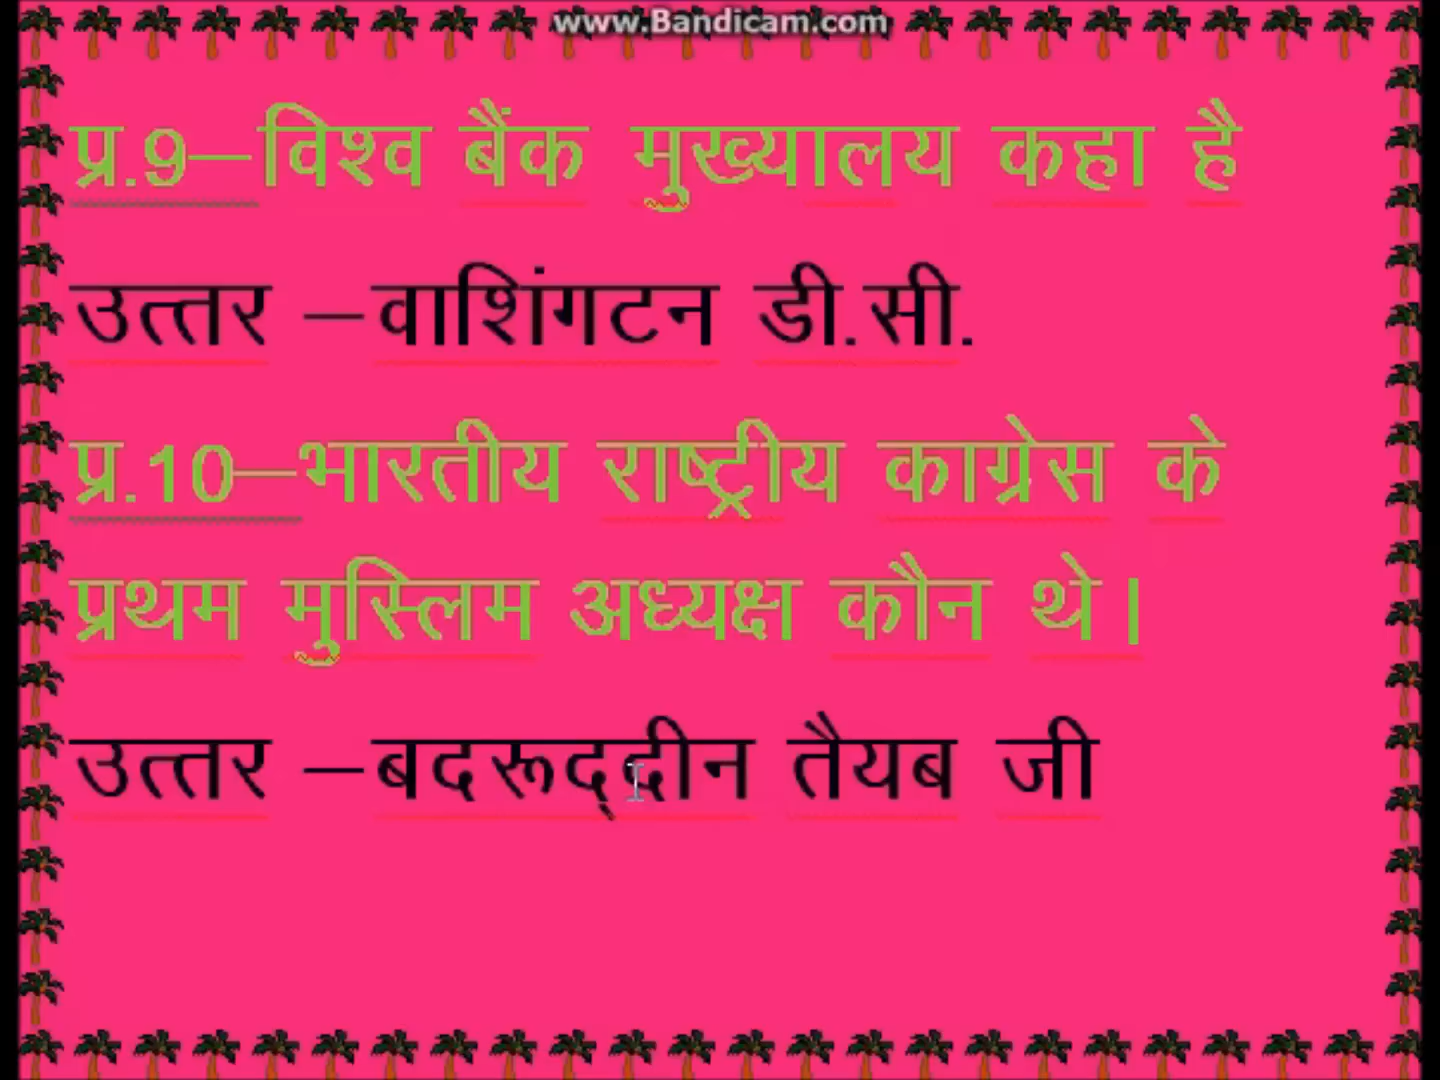 www.Bandicam.com
प्र.9–विश्व बैंक मुख्यालय कहा है
उत्तर –वाशिंगटन डी.सी.
प्र.10–भारतीय राष्ट्रीय काग्रेस के
प्रथम मुस्लिम अध्यक्ष कौन थे।
उत्तर –बदरूद्दीन तैयब जी